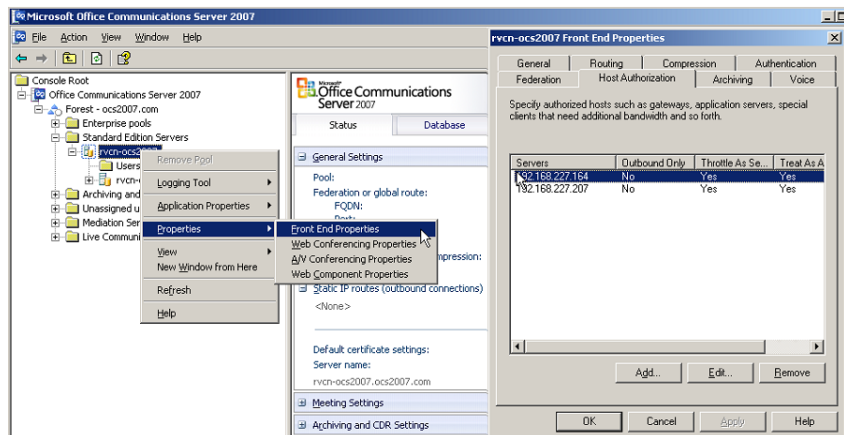 Microsoft Office Communications Server 2007
File Action View Window Help
Console Root
Office Communications Server 2007
Forest - ocs2007.com
Enterprise pools
Standard Edition Servers
rvcn-ocs2
Users
rvcn-
Archiving and
Unassigned u
Mediation Ser
Live Communi
Remove Pool
Logging Tool
Application Properties
Properties
View
New Window from Here
Refresh
Help
Front End Properties
Web Conferencing Properties
A/V Conferencing Properties
Web Component Properties
Microsoft
Office Communications
Server 2007
Status Database
General Settings
Pool:
Federation or global route:
FQDN:
mpression:
Static IP routes (outbound connections)
<None>
Default certificate settings:
Server name:
rvcn-ocs2007.ocs2007.com
Meeting Settings
Archiving and CDR Settings
rvcn-ocs2007 Front End Properties
General Routing Compression Authentication
Federation Host Authorization Archiving Voice
Specify authorized hosts such as gateways, application servers, special
clients that need additional bandwidth and so forth.
Servers Outbound Only Throttle As Se... Treat As A
192.168.227.164 No Yes Yes
192.168.227.207 No Yes Yes
Add... Edit... Remove
OK Cancel Apply Help